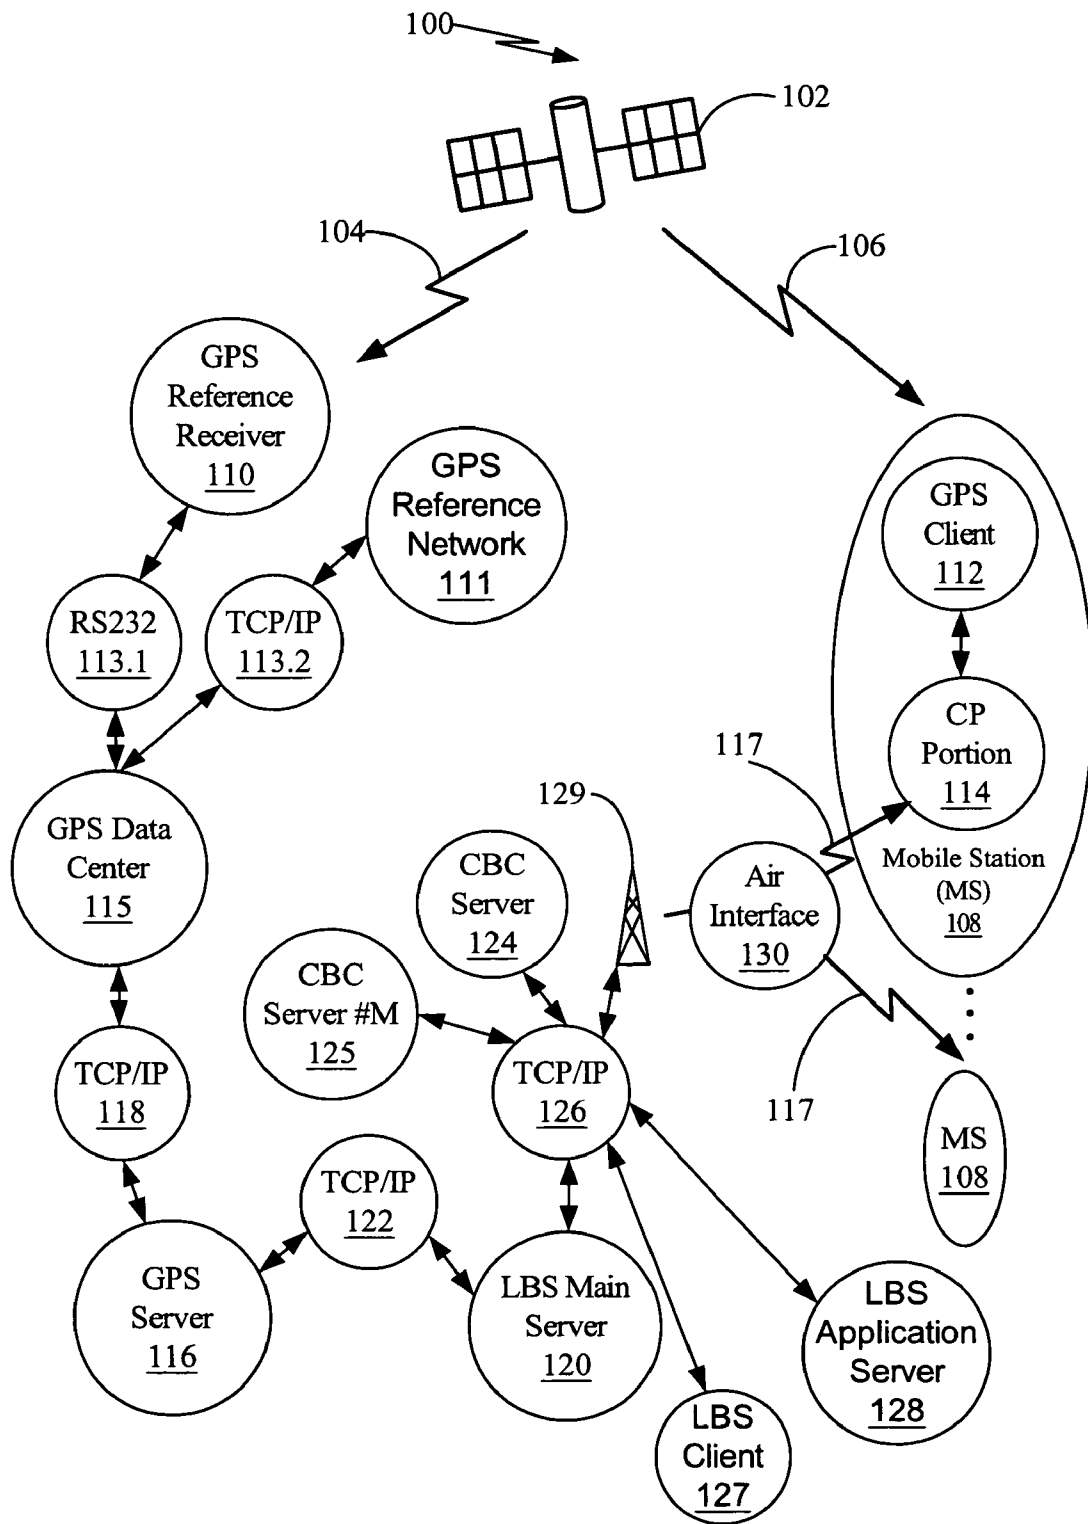 100
102
104
106
GPS
Reference
Receiver
110
GPS
Reference
Network
111
GPS
Client
112
RS232
113.1
TCP/IP
113.2
CP
Portion
114
117
129
GPS Data
Center
115
CBC
Server
124
Air
Interface
130
Mobile Station
(MS)
108
CBC
Server #M
125
TCP/IP
118
TCP/IP
126
117
MS
108
TCP/IP
122
GPS
Server
116
LBS Main
Server
120
LBS
Application
Server
128
LBS
Client
127